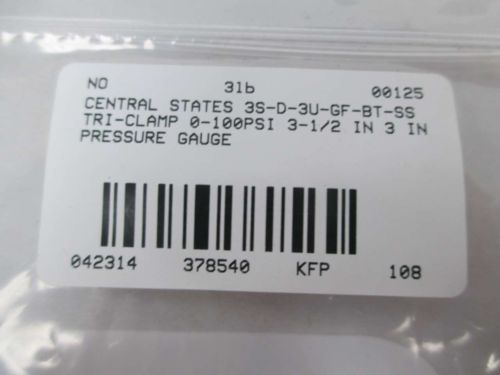 NO 31b 00125
CENTRAL STATES 3S-D-3U-GF-BT-SS
TRI-CLAMP 0-100PSI 3-1/2 IN 3 IN
PRESSURE GAUGE
042314 378540 KFP 108